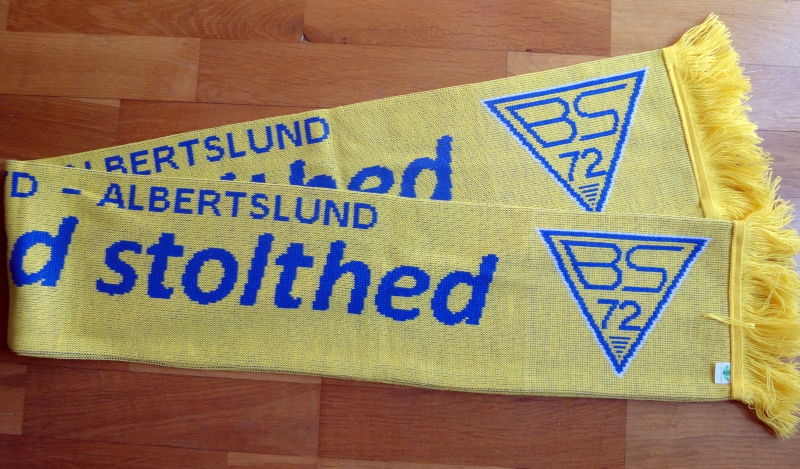 ALBERTSLUND
BS
72
D - ALBERTSLUND
d stolthed
BS
72